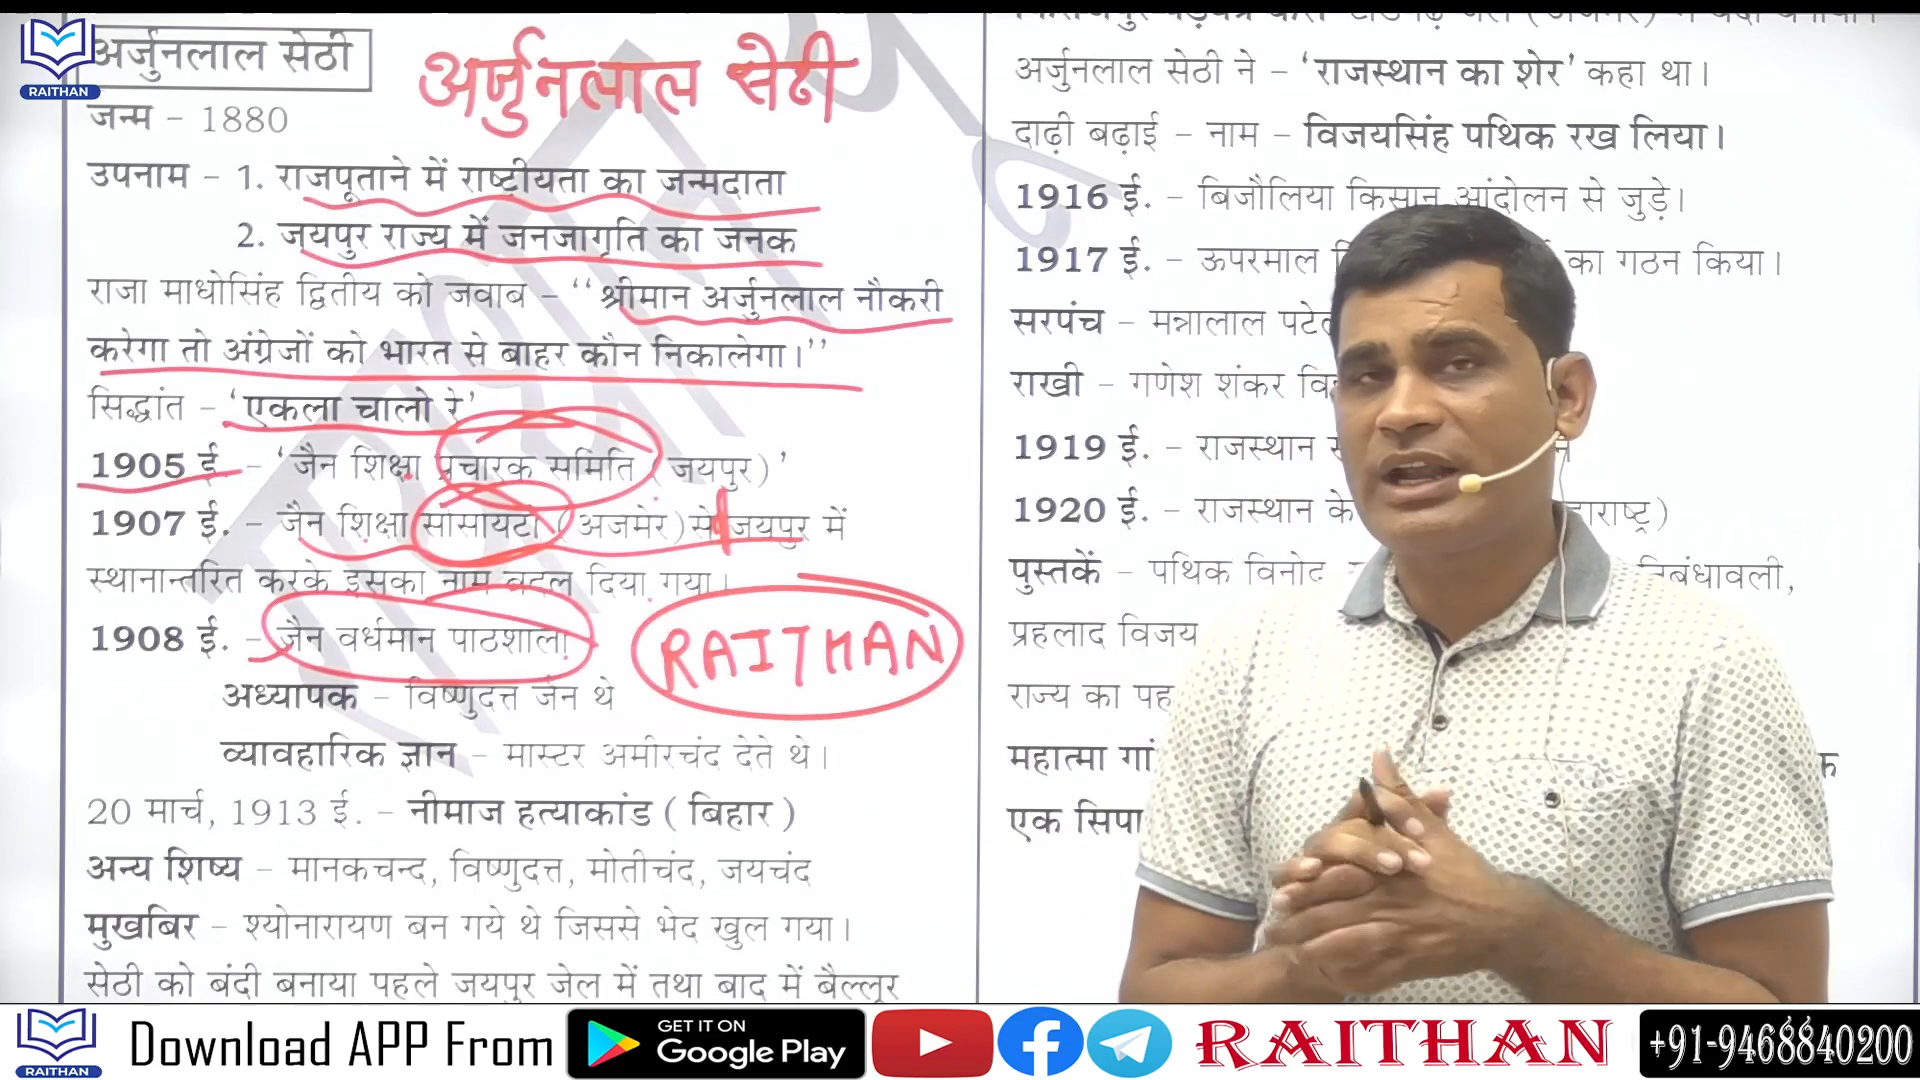 RAITHAN
अर्जुनलाल सेठी
अर्जुनलाल सेठी
जन्म - 1880
उपनाम - 1. राजपूताने में राष्ट्रीयता का जन्मदाता
2. जयपुर राज्य में जनजागृति का जनक
राजा माधोसिंह द्वितीय को जवाब - ‘‘श्रीमान अर्जुनलाल नौकरी
करेगा तो अंग्रेजों को भारत से बाहर कौन निकालेगा।’’
सिद्धांत - ‘एकला चालो रे’
1905 ई. - ‘जैन शिक्षा प्रचारक समिति (जयपुर)’
1907 ई. - जैन शिक्षा सोसायटी (अजमेर) से जयपुर में
स्थानान्तरित करके इसका नाम बदल दिया गया।
1908 ई. - जैन वर्धमान पाठशाला
RAITHAN
अध्यापक - विष्णुदत्त जैन थे
व्यावहारिक ज्ञान - मास्टर अमीरचंद देते थे।
20 मार्च, 1913 ई. - नीमाज हत्याकांड ( बिहार )
अन्य शिष्य - मानकचन्द, विष्णुदत्त, मोतीचंद, जयचंद
मुखबिर - श्योनारायण बन गये थे जिससे भेद खुल गया।
सेठी को बंदी बनाया पहले जयपुर जेल में तथा बाद में बैल्लूर
अर्जुनलाल सेठी ने - ‘राजस्थान का शेर’ कहा था।
दाढ़ी बढ़ाई - नाम - विजयसिंह पथिक रख लिया।
1916 ई. - बिजौलिया किसान आंदोलन से जुड़े।
1917 ई. - ऊपरमाल का गठन किया।
सरपंच - मन्नालाल
राखी - गणेश शंकर
1919 ई. - राजस्थान
1920 ई. - राजस्थान के
पुस्तकें - पथिक विनोद
प्रहलाद विजय
राज्य का
महात्मा
एक
Download APP From GET IT ON Google Play RAITHAN +91-9468840200
RAITHAN